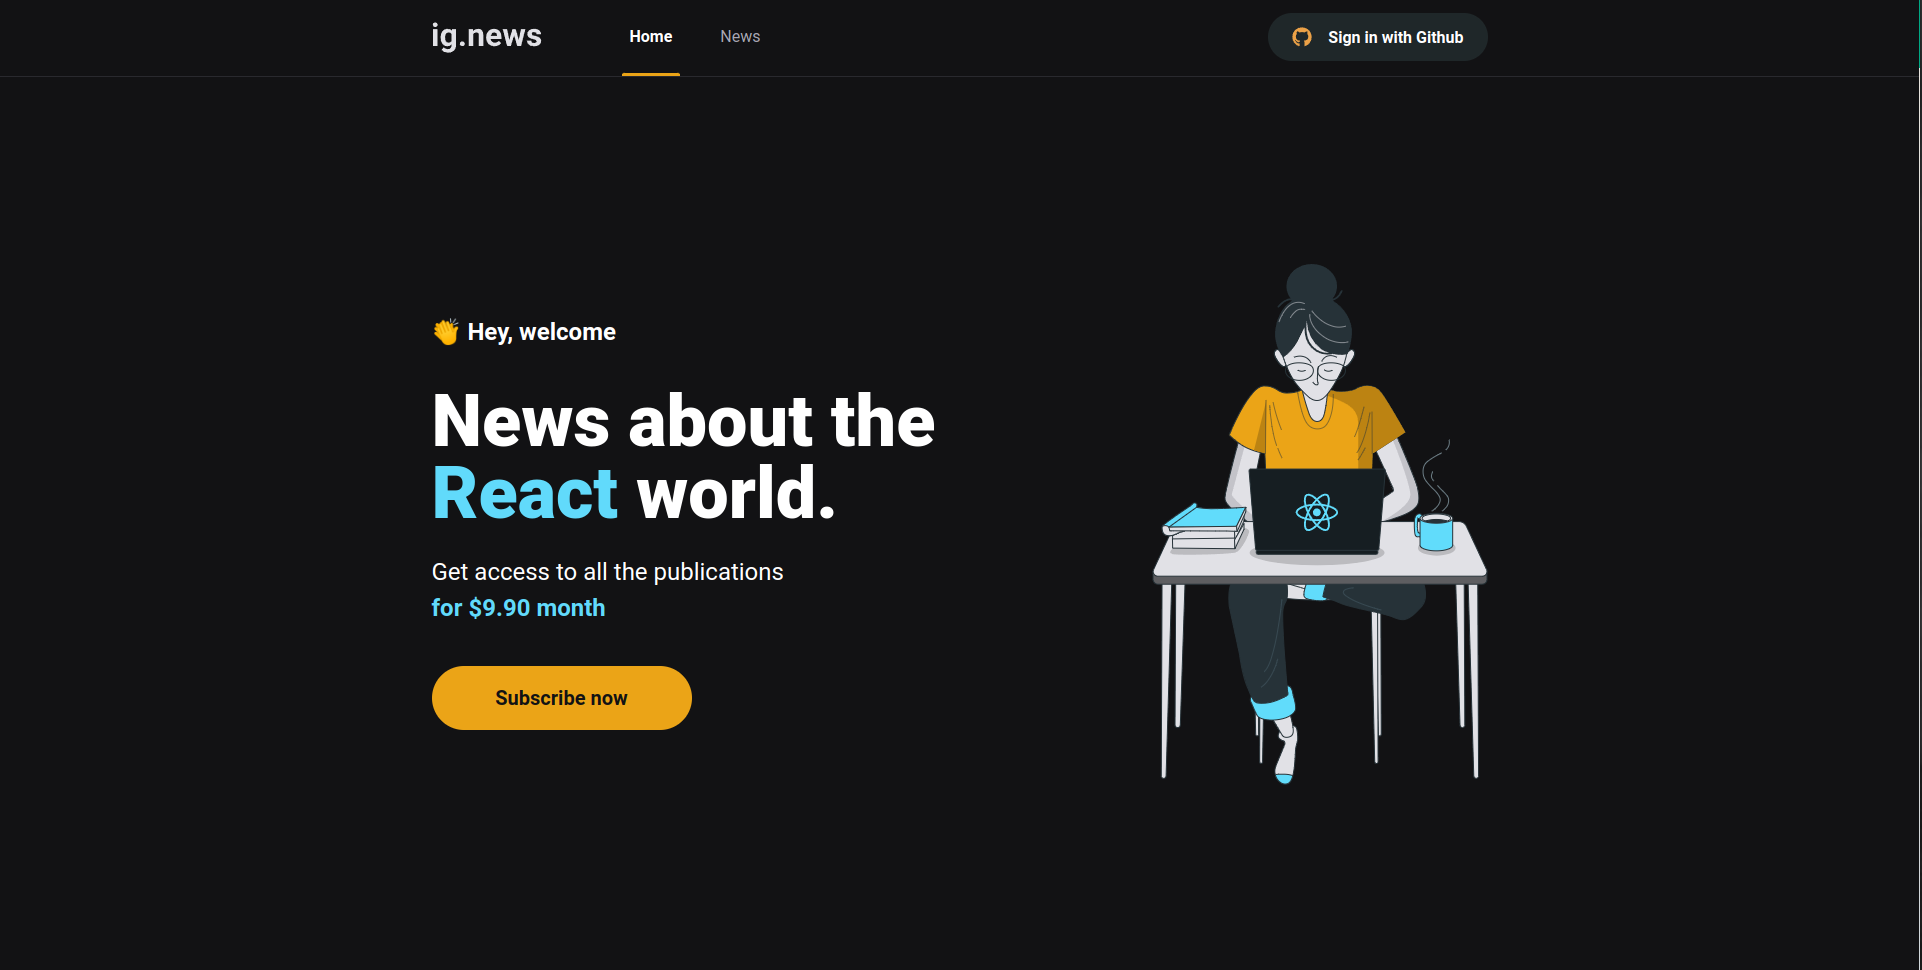 ig.news
Home
News
Sign in with Github
👏 Hey, welcome
News about the
React world.
Get access to all the publications
for $9.90 month
Subscribe now